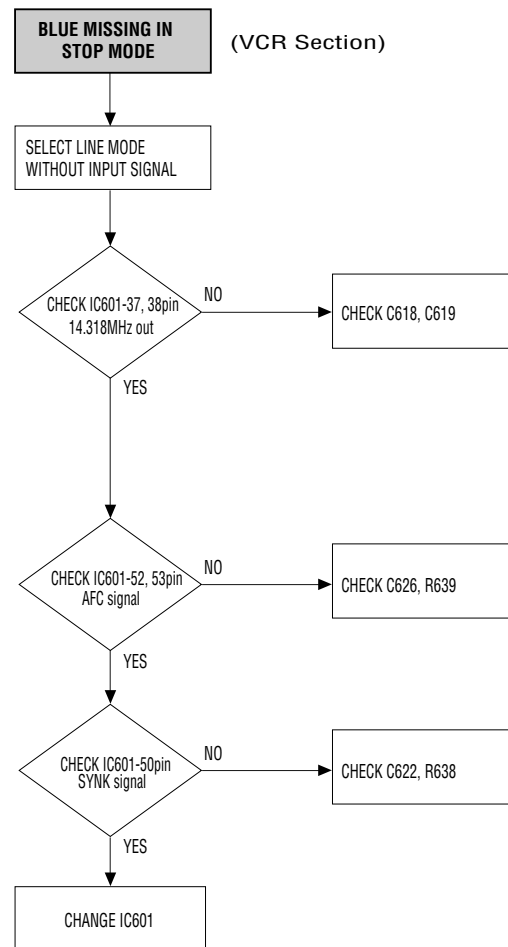 BLUE MISSING IN
STOP MODE
(VCR Section)
SELECT LINE MODE
WITHOUT INPUT SIGNAL
CHECK IC601-37, 38pin
14.318MHz out
NO
CHECK C618, C619
YES
CHECK IC601-52, 53pin
AFC signal
NO
CHECK C626, R639
YES
CHECK IC601-50pin
SYNK signal
NO
CHECK C622, R638
YES
CHANGE IC601